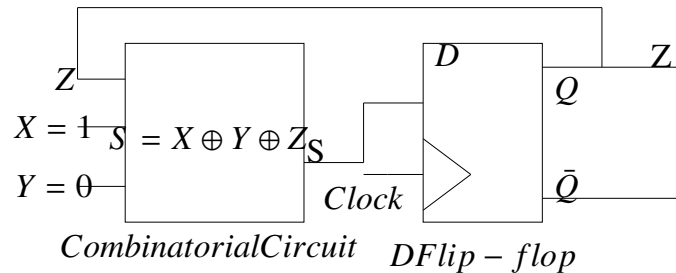 D
Z
Z
Q
X = 1
S = X ⊕ Y ⊕ Z
S
Y = 0
Clock
Q̄
CombinatorialCircuit
DFlip − flop